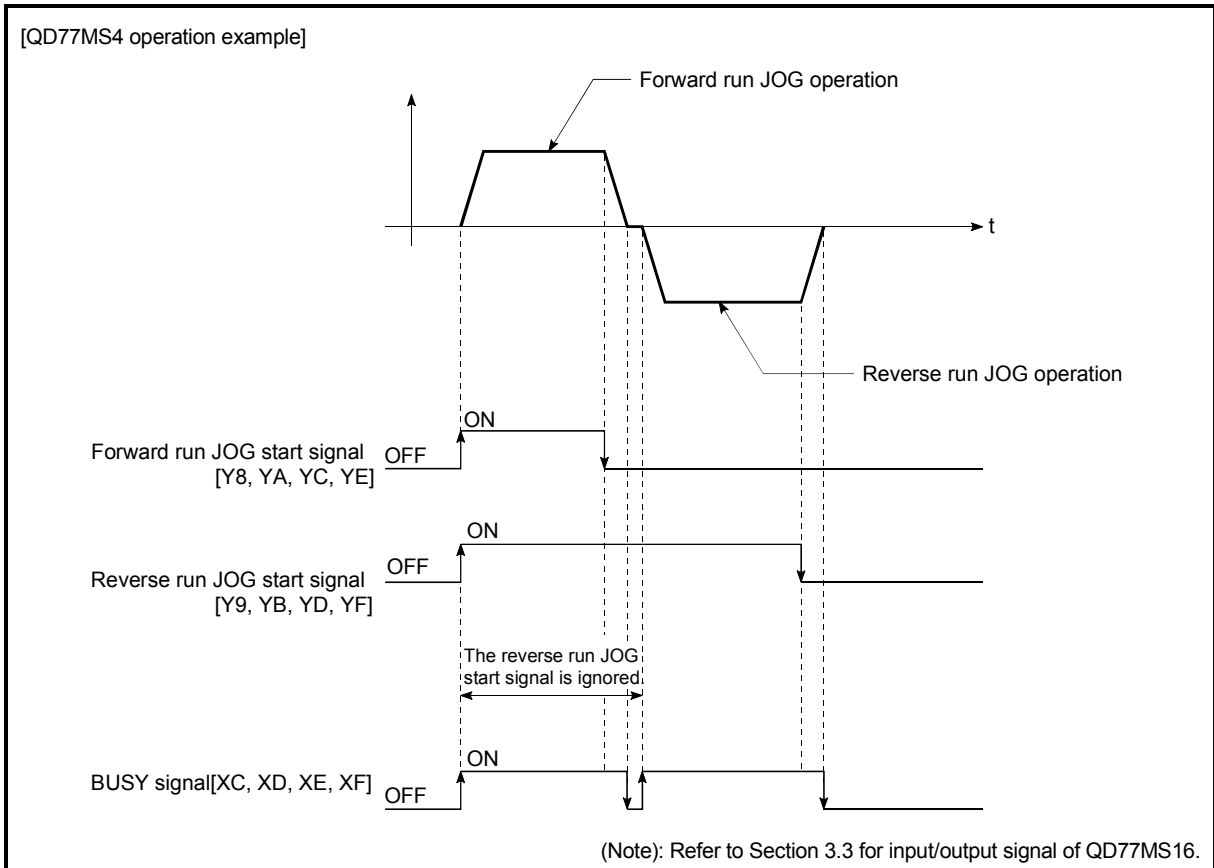 [QD77MS4 operation example]
Forward run JOG operation
t
Reverse run JOG operation
ON
Forward run JOG start signal
OFF
[Y8, YA, YC, YE]
ON
OFF
Reverse run JOG start signal
[Y9, YB, YD, YF]
The reverse run JOG
start signal is ignored.
ON
BUSY signal[XC, XD, XE, XF]
OFF
(Note): Refer to Section 3.3 for input/output signal of QD77MS16.